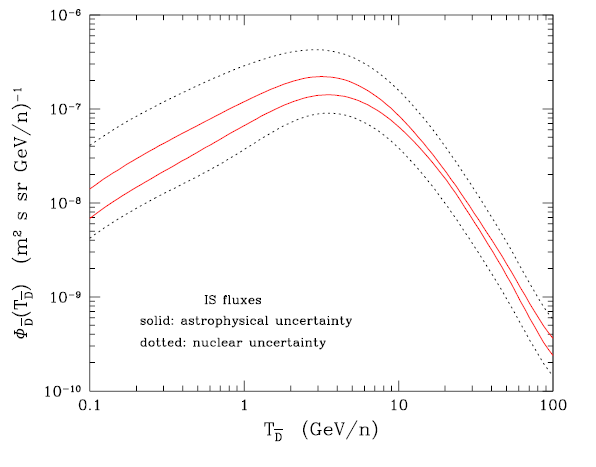 10⁻⁶
10⁻⁷
10⁻⁸
10⁻⁹
10⁻¹⁰
Φ_D̅(T_D̅) (m² s sr GeV/n)⁻¹
IS fluxes
solid: astrophysical uncertainty
dotted: nuclear uncertainty
0.1 1 10 100
T_D̅ (GeV/n)